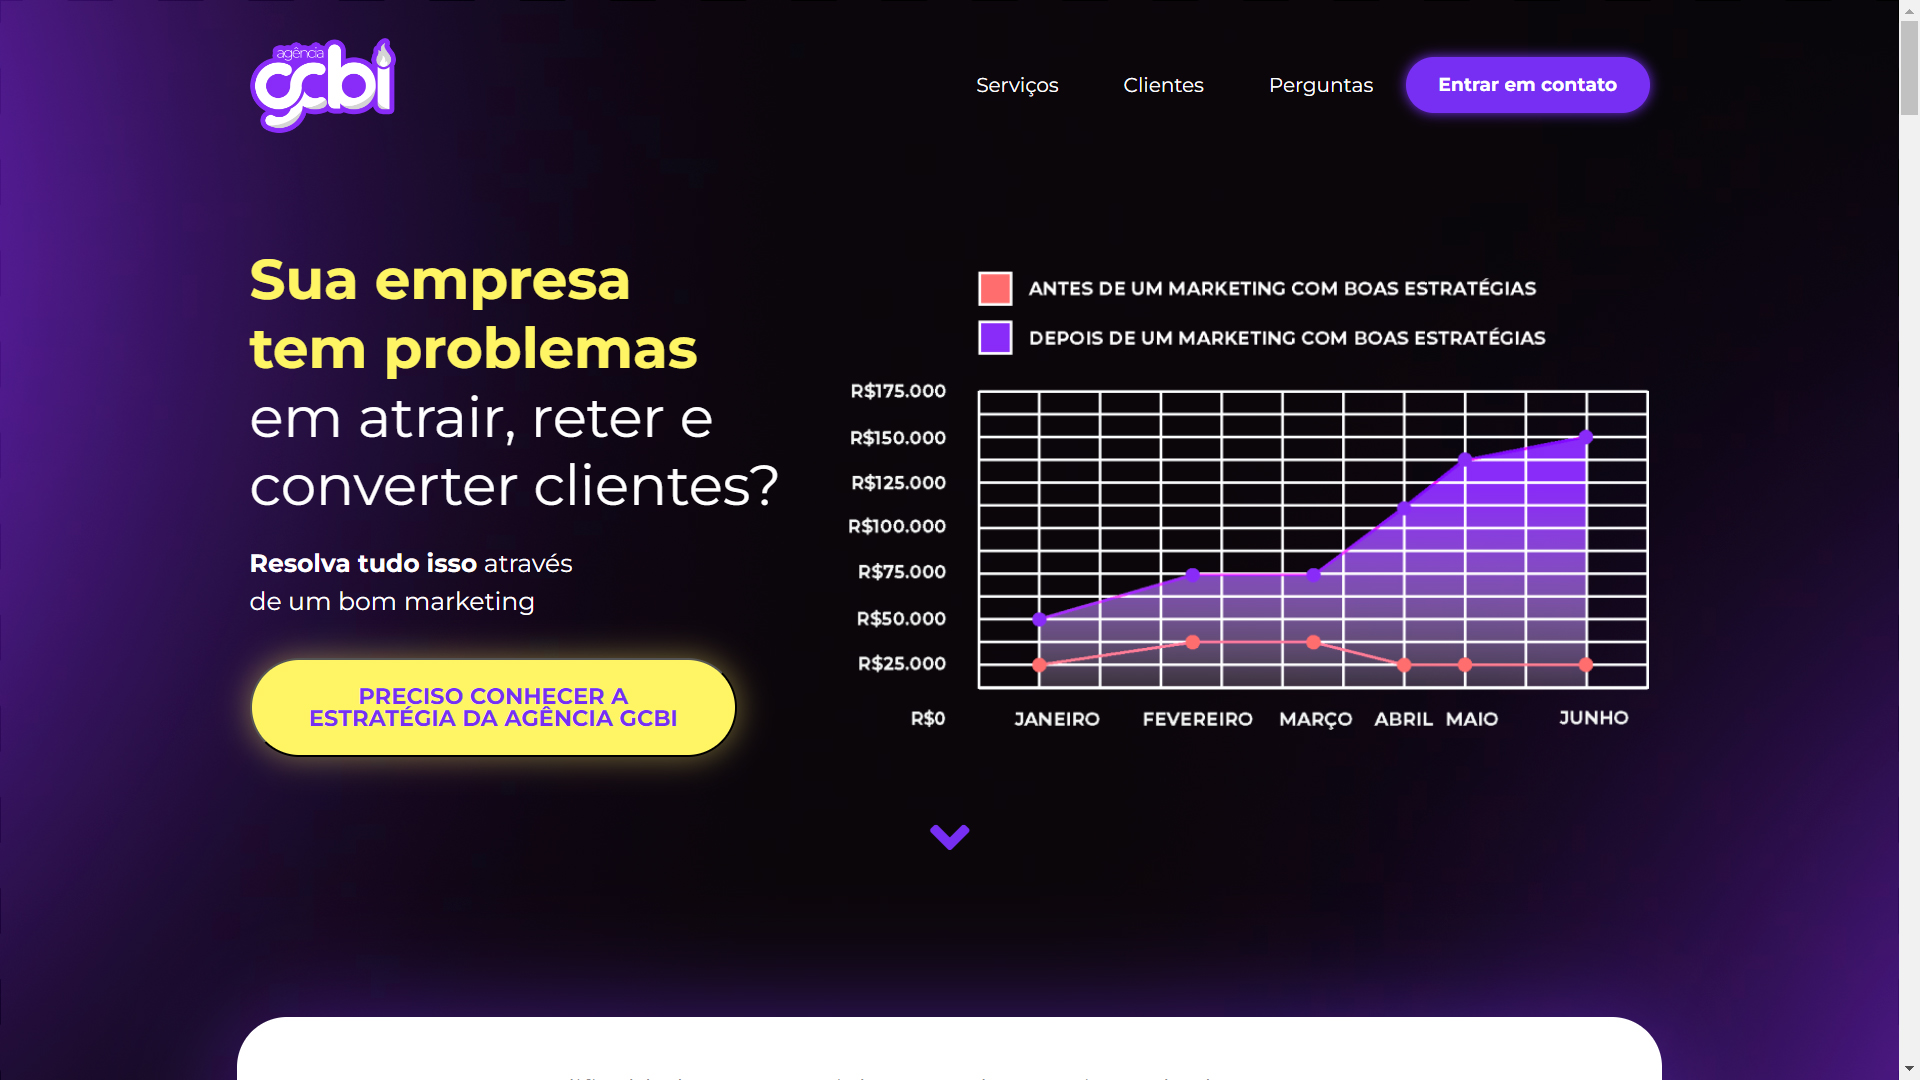 agência
gcbi
Serviços
Clientes
Perguntas
Entrar em contato
Sua empresa
tem problemas
em atrair, reter e
converter clientes?
Resolva tudo isso através
de um bom marketing
PRECISO CONHECER A
ESTRATÉGIA DA AGÊNCIA GCBI
ANTES DE UM MARKETING COM BOAS ESTRATÉGIAS
DEPOIS DE UM MARKETING COM BOAS ESTRATÉGIAS
R$175.000
R$150.000
R$125.000
R$100.000
R$75.000
R$50.000
R$25.000
R$0
JANEIRO
FEVEREIRO
MARÇO
ABRIL
MAIO
JUNHO